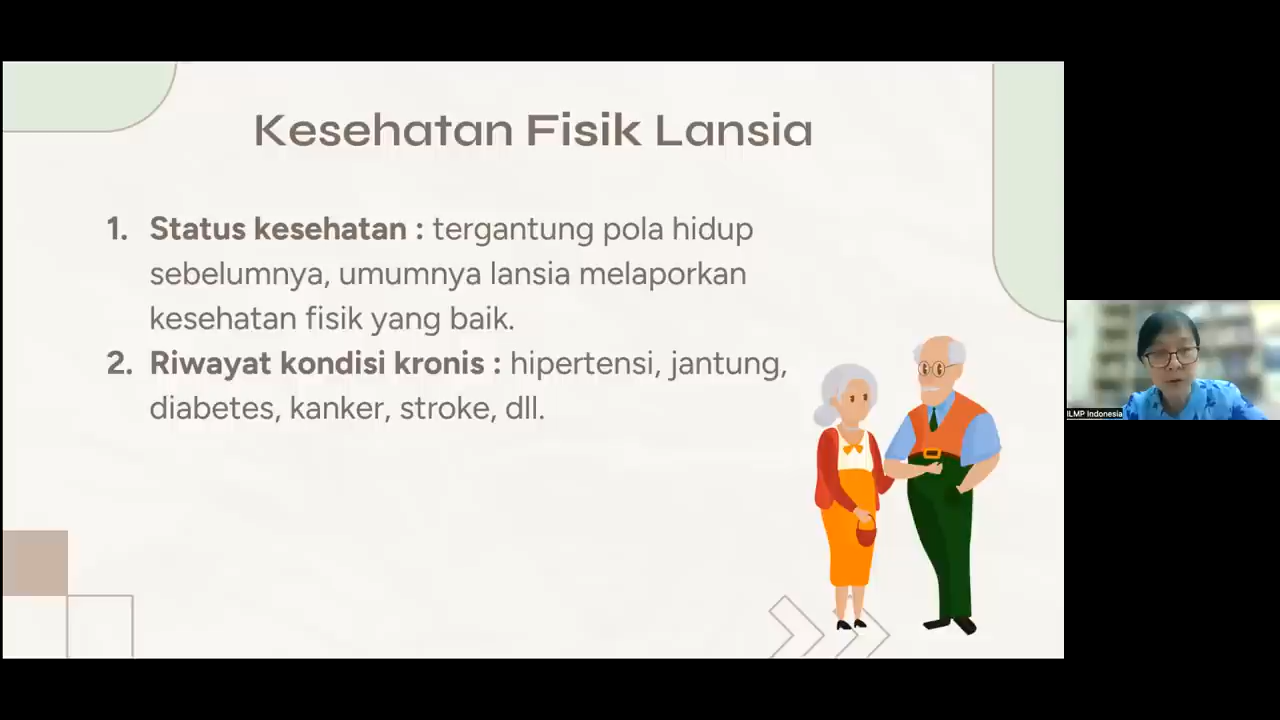 Kesehatan Fisik Lansia
1. Status kesehatan : tergantung pola hidup
sebelumnya, umumnya lansia melaporkan
kesehatan fisik yang baik.
2. Riwayat kondisi kronis : hipertensi, jantung,
diabetes, kanker, stroke, dll.
ILMP Indonesia